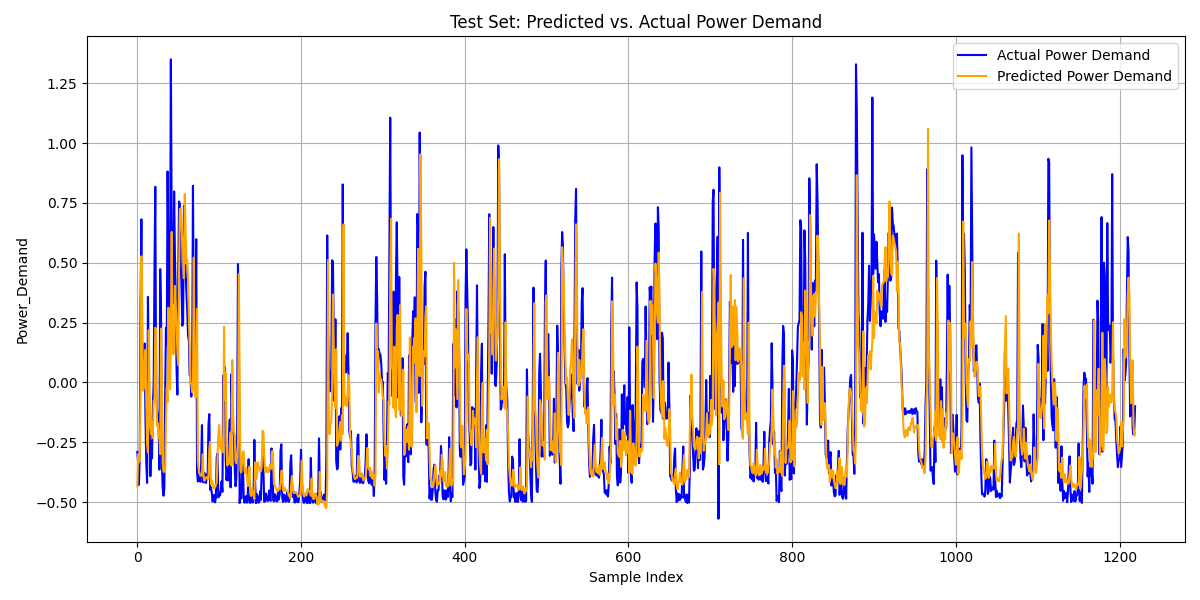 Test Set: Predicted vs. Actual Power Demand
Actual Power Demand
Predicted Power Demand
Power_Demand
1.25
1.00
0.75
0.50
0.25
0.00
−0.25
−0.50
0 200 400 600 800 1000 1200
Sample Index